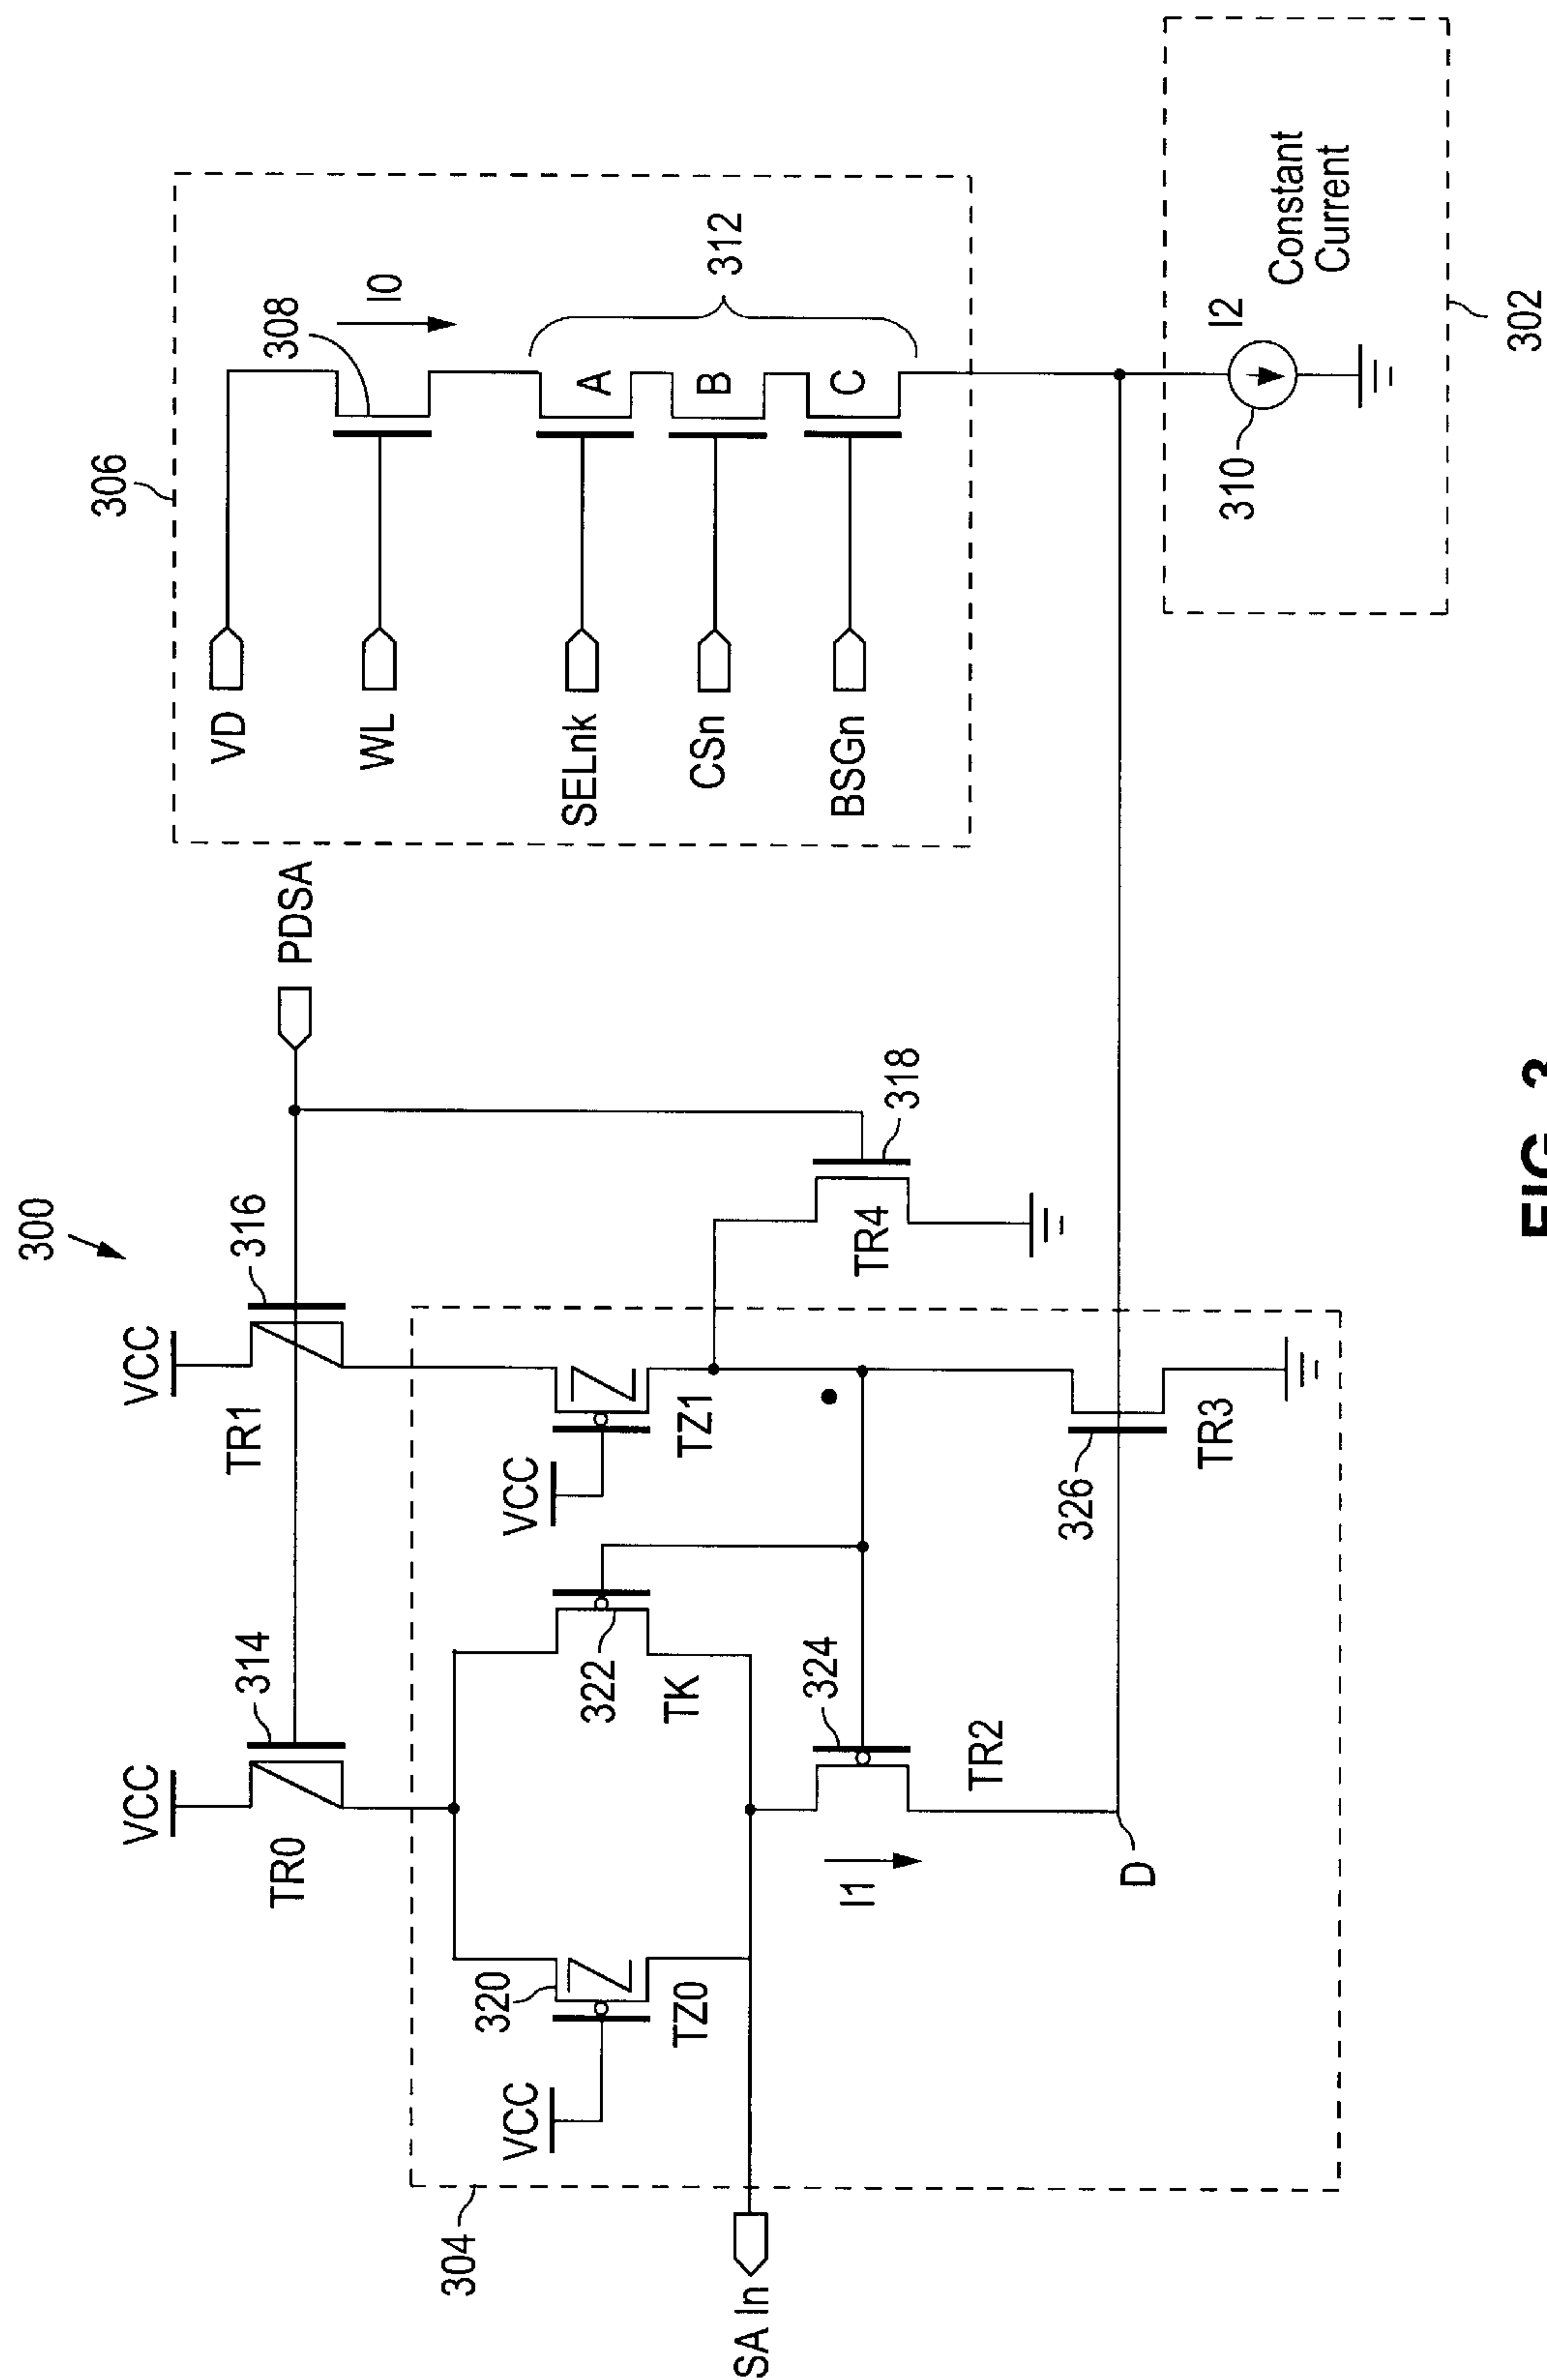 300
VCC
314
TR0
VCC
316
TR1
PDSA
306
VD
WL
308
I0
SELnk
A
CSn
B
BSGn
C
312
304
VCC
320
TZ0
322
TK
VCC
TZ1
318
TR4
SA In
I1
324
TR2
D
326
TR3
310
I2
Constant
Current
302